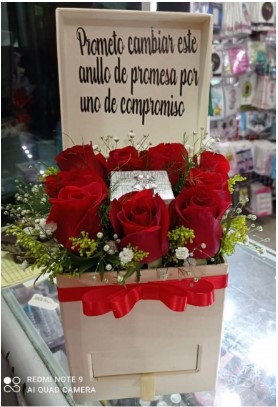 Prometo cambiar este
anillo de promesa por
uno de compromiso
REDMI NOTE 9
AI QUAD CAMERA